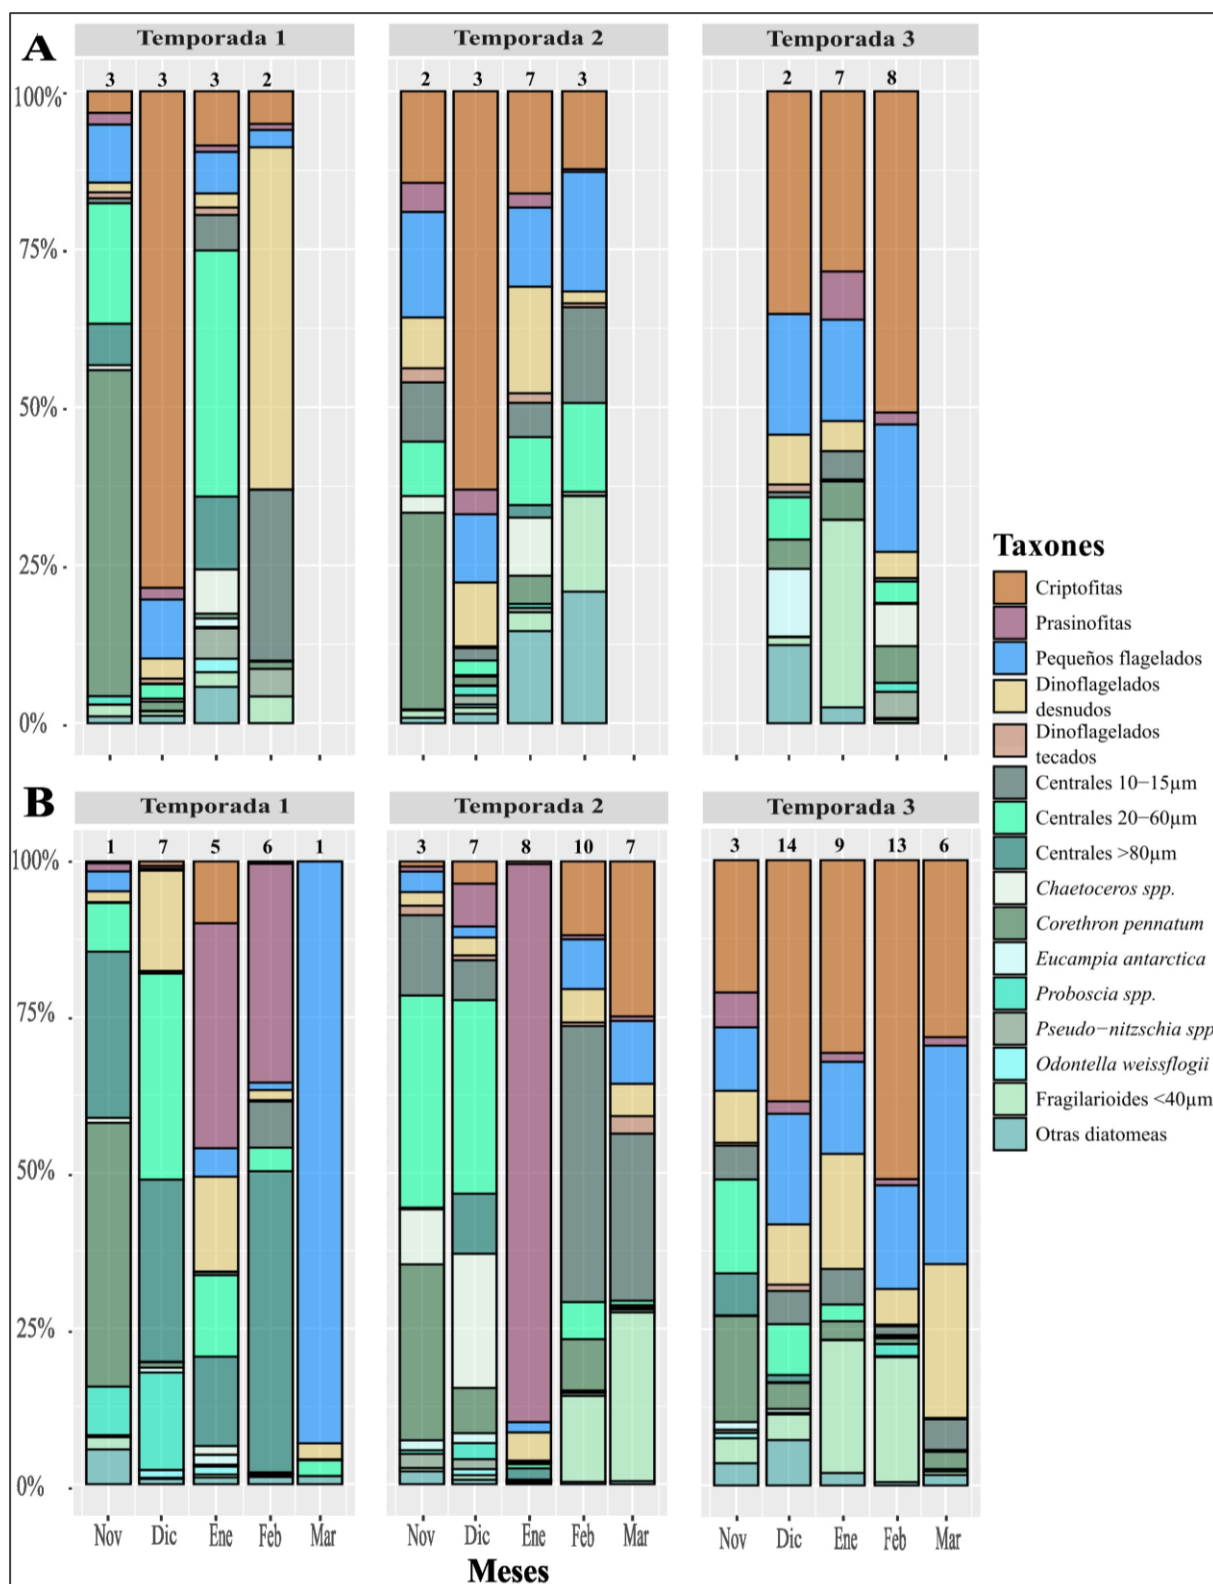 A
Temporada 1
Temporada 2
Temporada 3
3 3 3 2
2 3 7 3
2 7 8
100%
75%
50%
25%
0%
B
Temporada 1
Temporada 2
Temporada 3
1 7 5 6 1
3 7 8 10 7
3 14 9 13 6
100%
75%
50%
25%
0%
Nov Dic Ene Feb Mar
Nov Dic Ene Feb Mar
Nov Dic Ene Feb Mar
Meses
Taxones
Criptofitas
Prasinofitas
Pequeños flagelados
Dinoflagelados
desnudos
Dinoflagelados
tecados
Centrales 10−15µm
Centrales 20−60µm
Centrales >80µm
Chaetoceros spp.
Corethron pennatum
Eucampia antarctica
Proboscia spp.
Pseudo−nitzschia spp
Odontella weissflogii
Fragilarioides <40µm
Otras diatomeas